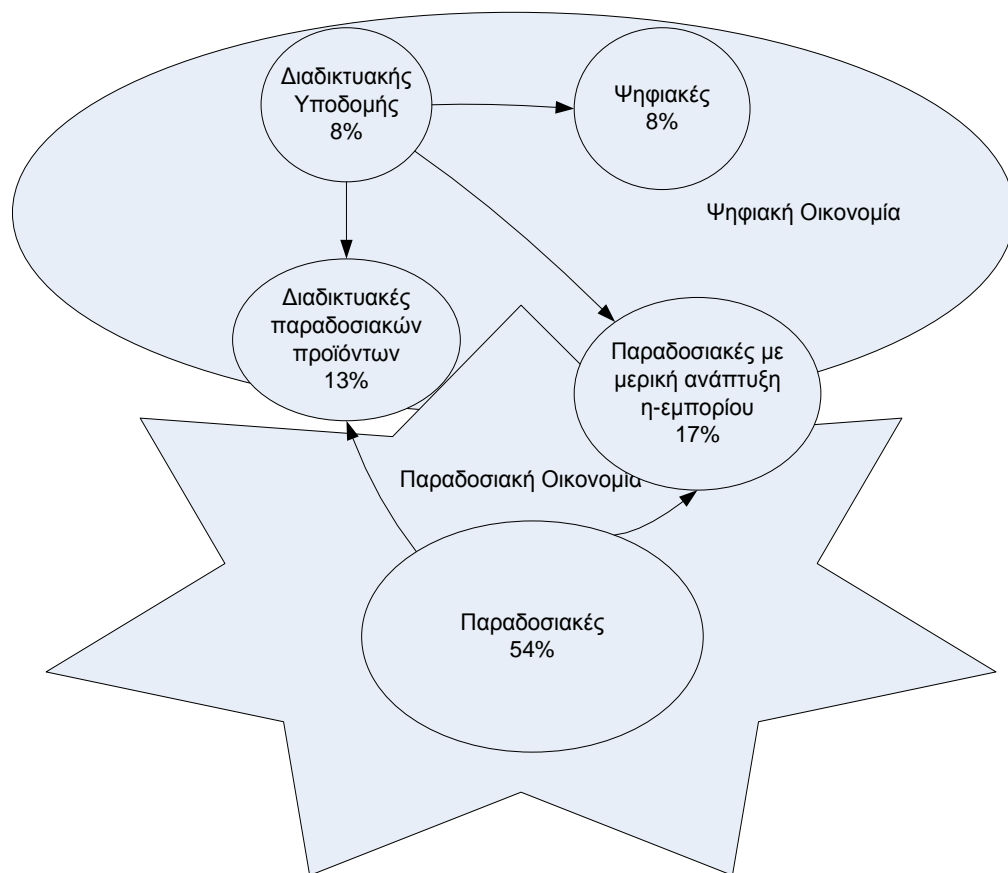 Διαδικτυακής
Υποδομής
8%
Ψηφιακές
8%
Ψηφιακή Οικονομία
Διαδικτυακές
παραδοσιακών
προϊόντων
13%
Παραδοσιακές με
μερική ανάπτυξη
η-εμπορίου
17%
Παραδοσιακή Οικονομία
Παραδοσιακές
54%